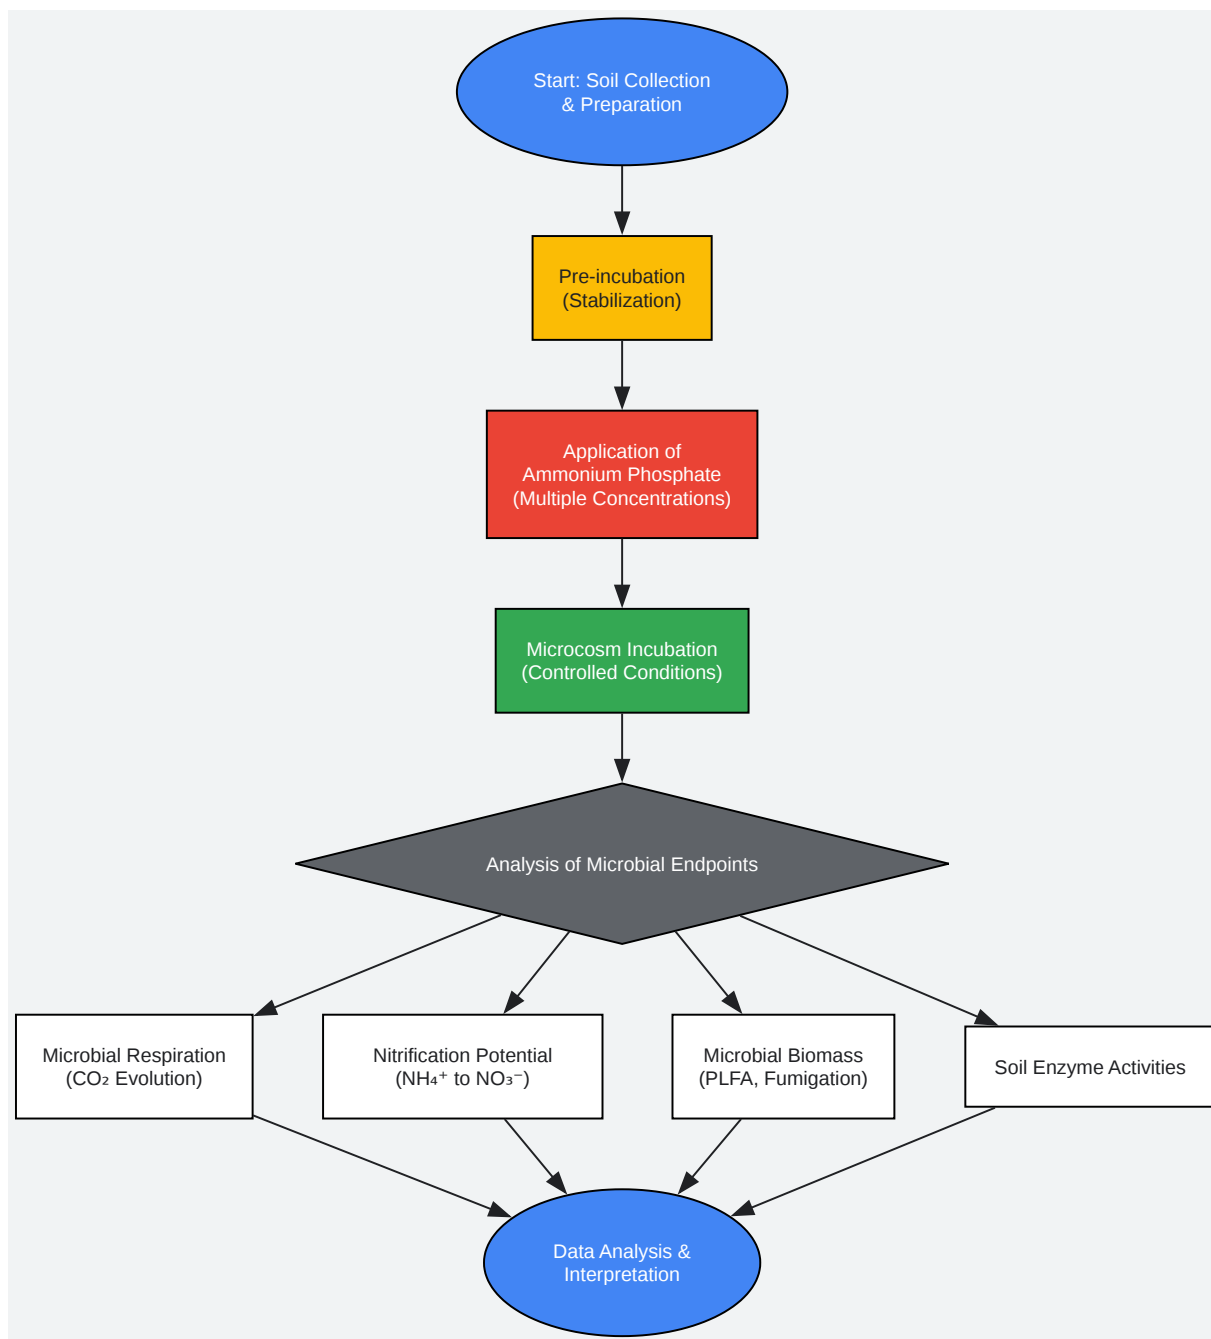 Start: Soil Collection
& Preparation
Pre-incubation
(Stabilization)
Application of
Ammonium Phosphate
(Multiple Concentrations)
Microcosm Incubation
(Controlled Conditions)
Analysis of Microbial Endpoints
Microbial Respiration
(CO₂ Evolution)
Nitrification Potential
(NH₄⁺ to NO₃⁻)
Microbial Biomass
(PLFA, Fumigation)
Soil Enzyme Activities
Data Analysis &
Interpretation